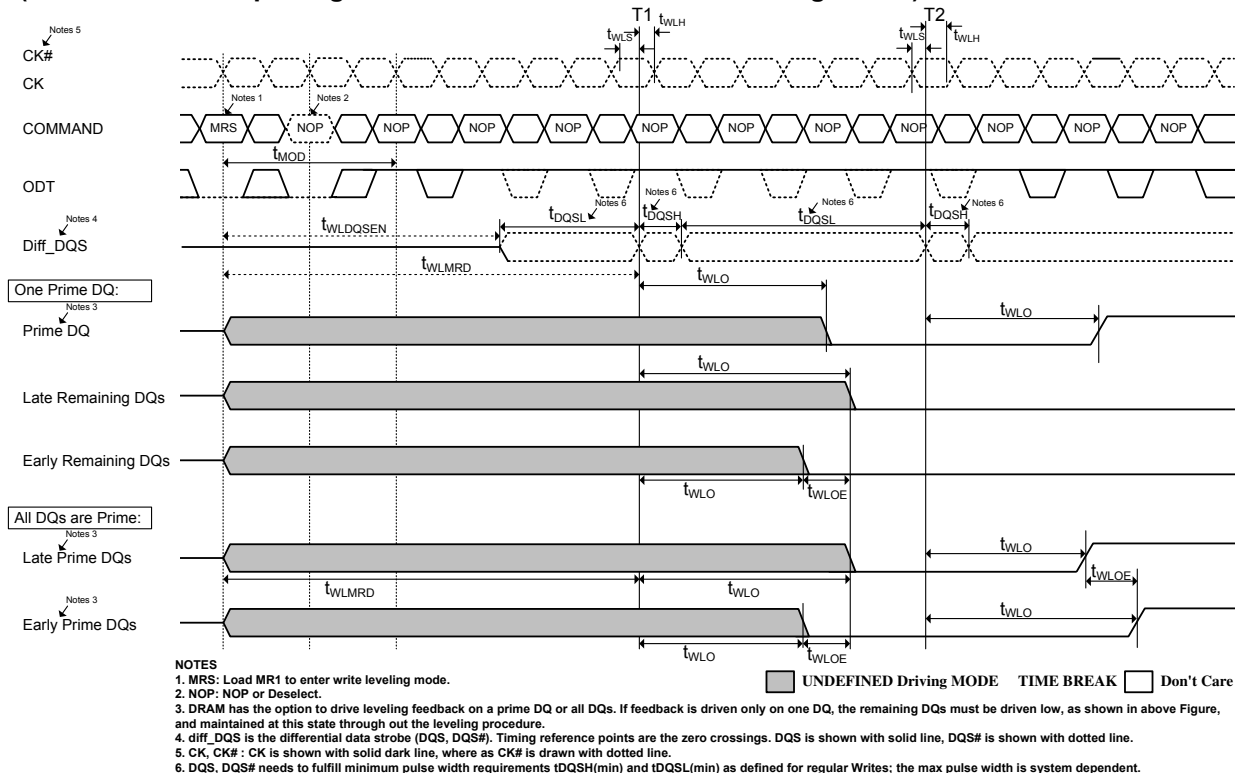 T1 T2
tWLS tWLH tWLS tWLH
Notes 5
CK#
CK
Notes 1 Notes 2
COMMAND MRS NOP NOP NOP NOP NOP NOP NOP NOP NOP NOP NOP
tMOD
ODT
Notes 4 Notes 6 Notes 6 Notes 6 Notes 6
tDQSL tDQSH tDQSL tDQSH
Diff_DQS
tWLDQSEN
tWLMRD
tWLO
One Prime DQ:
Notes 3
Prime DQ
tWLO
tWLO
Late Remaining DQs
Early Remaining DQs
tWLO tWLOE
All DQs are Prime:
Notes 3
Late Prime DQs
tWLO
tWLMRD tWLO
tWLOE
Notes 3
Early Prime DQs
tWLO
tWLO tWLOE
NOTES
UNDEFINED Driving MODE TIME BREAK Don't Care
1. MRS: Load MR1 to enter write leveling mode.
2. NOP: NOP or Deselect.
3. DRAM has the option to drive leveling feedback on a prime DQ or all DQs. If feedback is driven only on one DQ, the remaining DQs must be driven low, as shown in above Figure,
and maintained at this state through out the leveling procedure.
4. diff_DQS is the differential data strobe (DQS, DQS#). Timing reference points are the zero crossings. DQS is shown with solid line, DQS# is shown with dotted line.
5. CK, CK# : CK is shown with solid dark line, where as CK# is drawn with dotted line.
6. DQS, DQS# needs to fulfill minimum pulse width requirements tDQSH(min) and tDQSL(min) as defined for regular Writes; the max pulse width is system dependent.